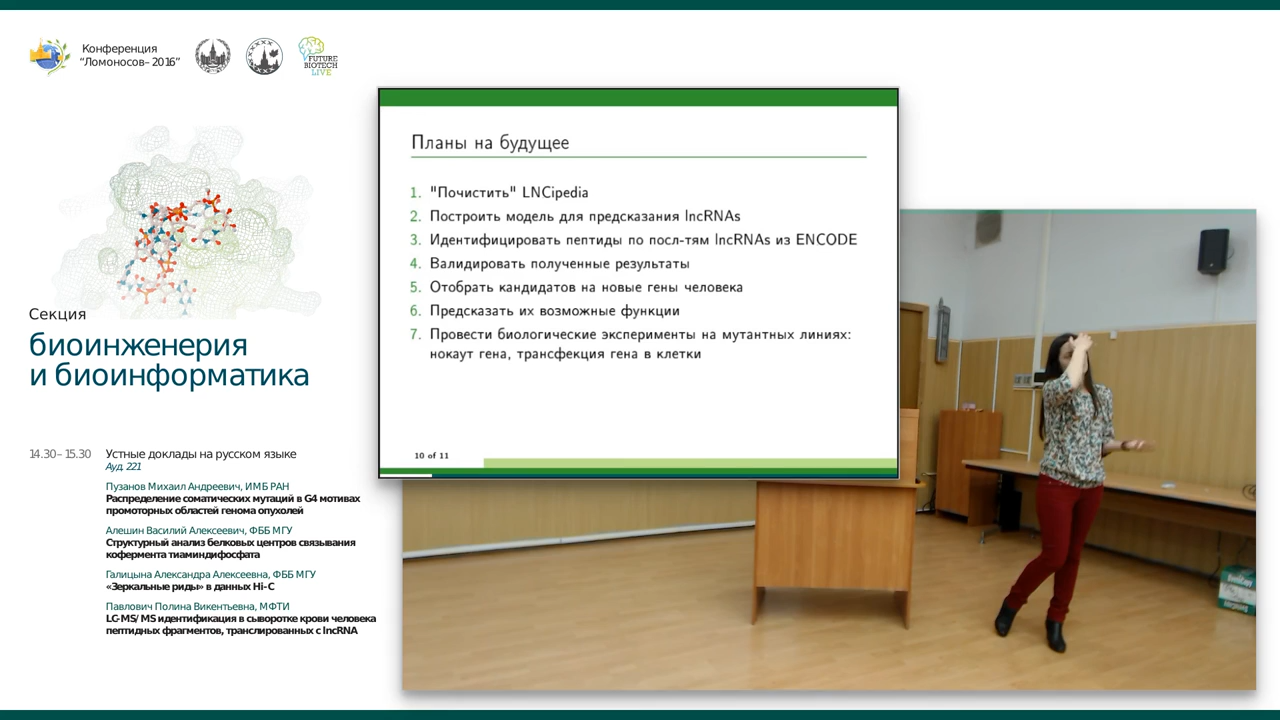 Конференция
“Ломоносов– 2016”
FUTURE
BIOTECH
LIVE
Секция
биоинженерия
и биоинформатика
14.30– 15.30 Устные доклады на русском языке
Ауд. 221
Пузанов Михаил Андреевич, ИМБ РАН
Распределение соматических мутаций в G4 мотивах
промоторных областей генома опухолей
Алешин Василий Алексеевич, ФББ МГУ
Структурный анализ белковых центров связывания
кофермента тиаминдифосфата
Галицына Александра Алексеевна, ФББ МГУ
«Зеркальные риды» в данных Hi-C
Павлович Полина Викентьевна, МФТИ
LC-MS/MS идентификация в сыворотке крови человека
пептидных фрагментов, транслированных с lncRNA
Планы на будущее
1. "Почистить" LNCipedia
2. Построить модель для предсказания lncRNAs
3. Идентифицировать пептиды по посл-тям lncRNAs из ENCODE
4. Валидировать полученные результаты
5. Отобрать кандидатов на новые гены человека
6. Предсказать их возможные функции
7. Провести биологические эксперименты на мутантных линиях:
нокаут гена, трансфекция гена в клетки
10 of 11